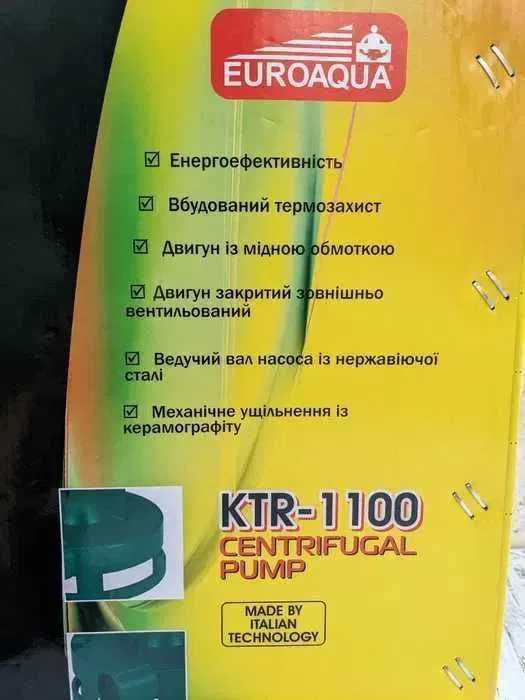 EUROAQUA
☑ Енергоефективність
☑ Вбудований термозахист
☑ Двигун із мідною обмоткою
☑ Двигун закритий зовнішньо
вентильований
☑ Ведучий вал насоса із нержавіючої
сталі
☑ Механічне ущільнення із
керамографіту
KTR-1100
CENTRIFUGAL
PUMP
MADE BY
ITALIAN
TECHNOLOGY